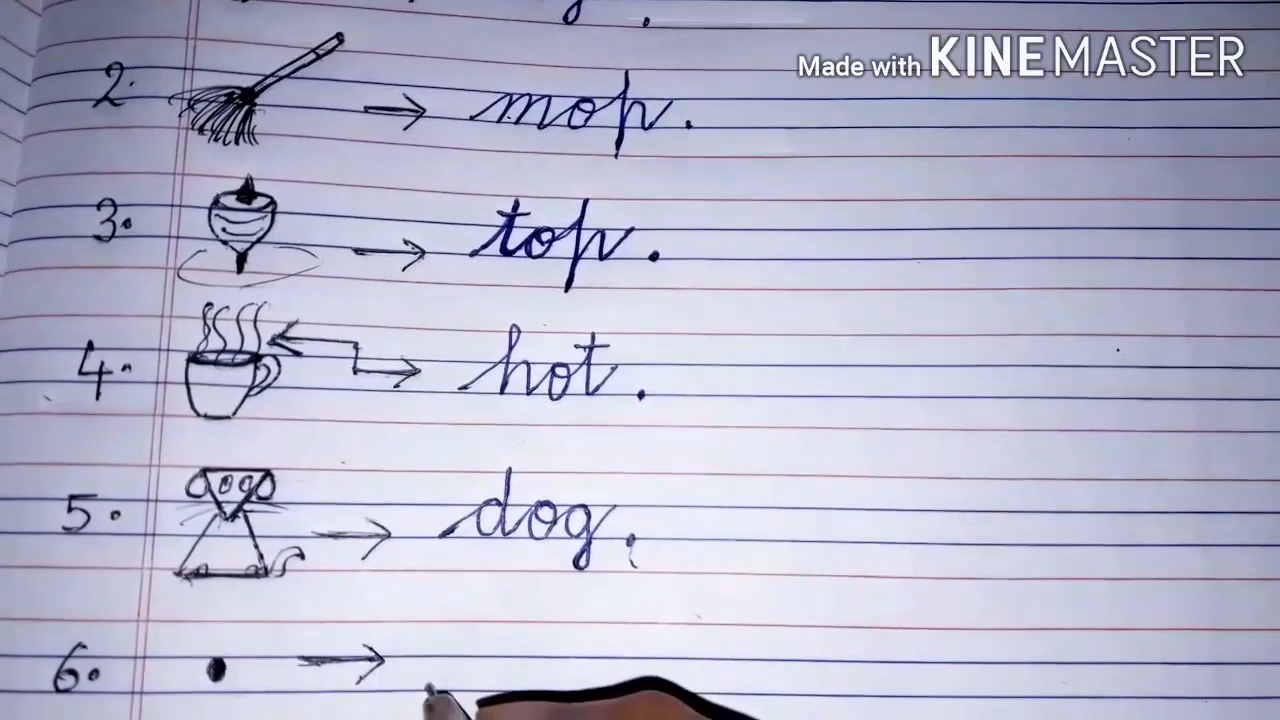 Made with KINEMASTER
2. → mop.
3. → top.
4. → hot.
5. → dog.
6. →